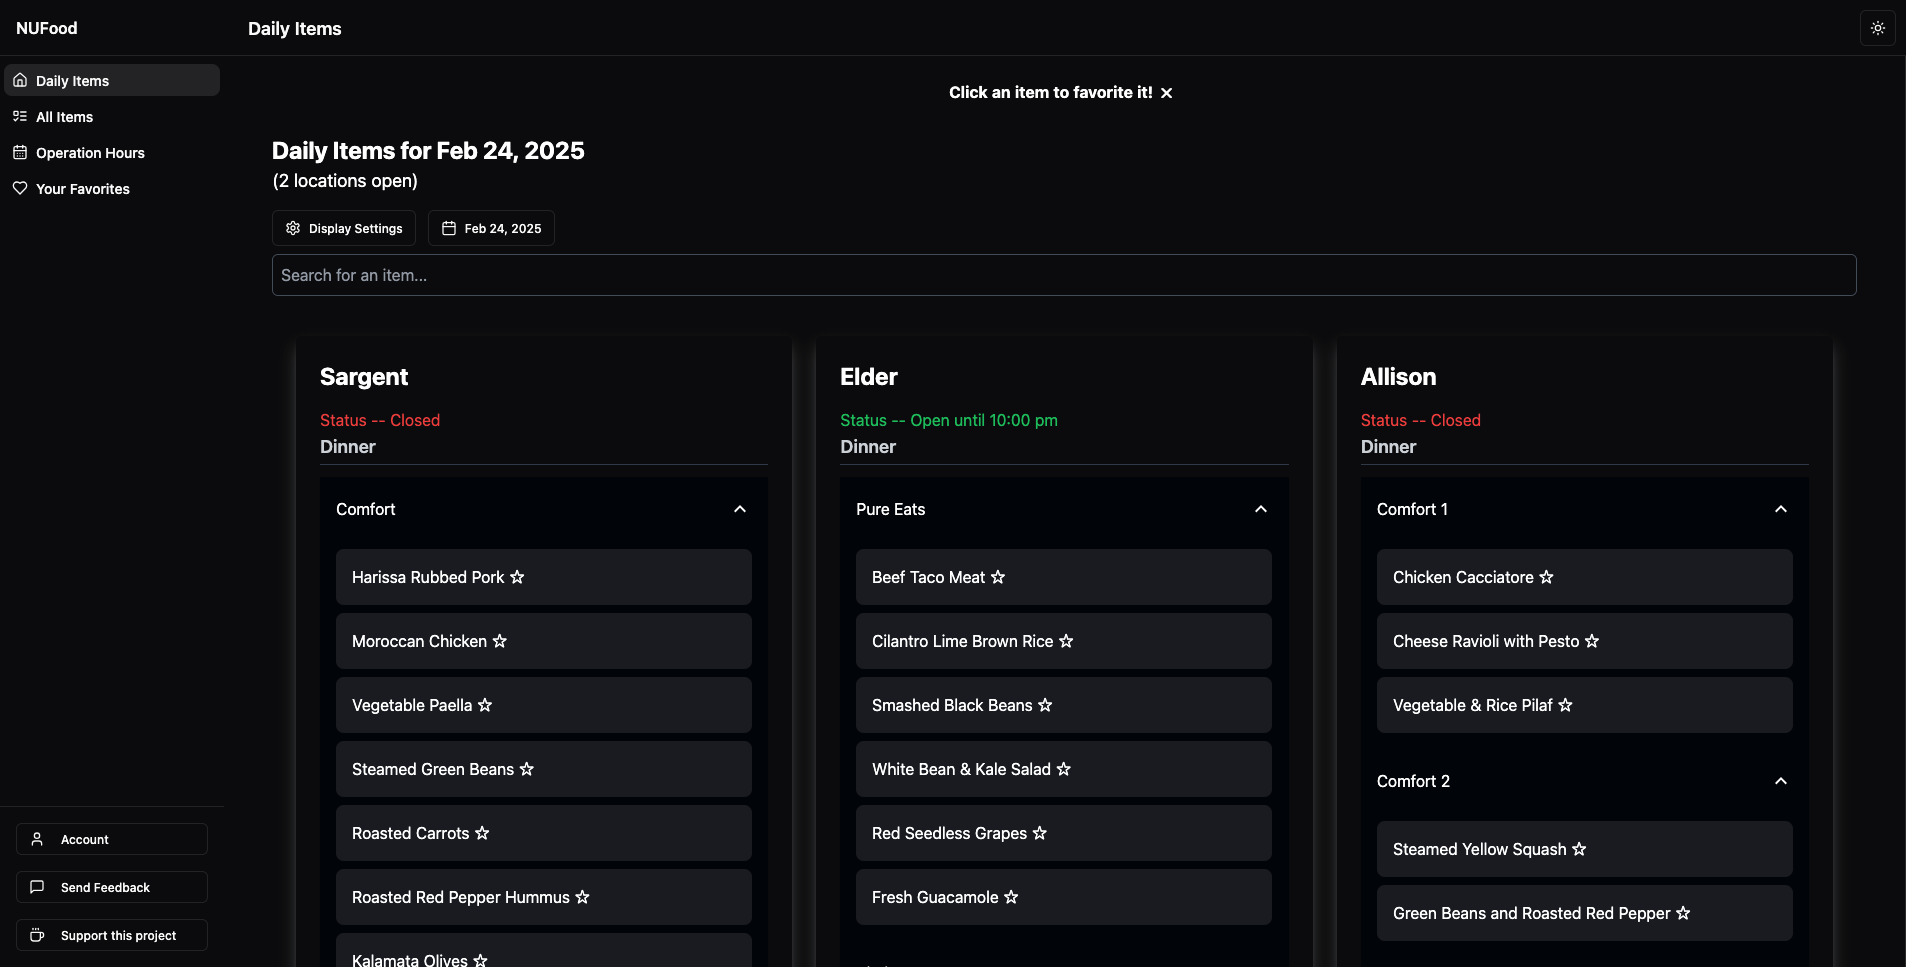 NUFood
Daily Items
Daily Items
All Items
Operation Hours
Your Favorites
Click an item to favorite it!
Daily Items for Feb 24, 2025
(2 locations open)
Display Settings
Feb 24, 2025
Search for an item...
Sargent
Status -- Closed
Dinner
Comfort
Harissa Rubbed Pork
Moroccan Chicken
Vegetable Paella
Steamed Green Beans
Roasted Carrots
Roasted Red Pepper Hummus
Kalamata Olives
Elder
Status -- Open until 10:00 pm
Dinner
Pure Eats
Beef Taco Meat
Cilantro Lime Brown Rice
Smashed Black Beans
White Bean & Kale Salad
Red Seedless Grapes
Fresh Guacamole
Allison
Status -- Closed
Dinner
Comfort 1
Chicken Cacciatore
Cheese Ravioli with Pesto
Vegetable & Rice Pilaf
Comfort 2
Steamed Yellow Squash
Green Beans and Roasted Red Pepper
Account
Send Feedback
Support this project